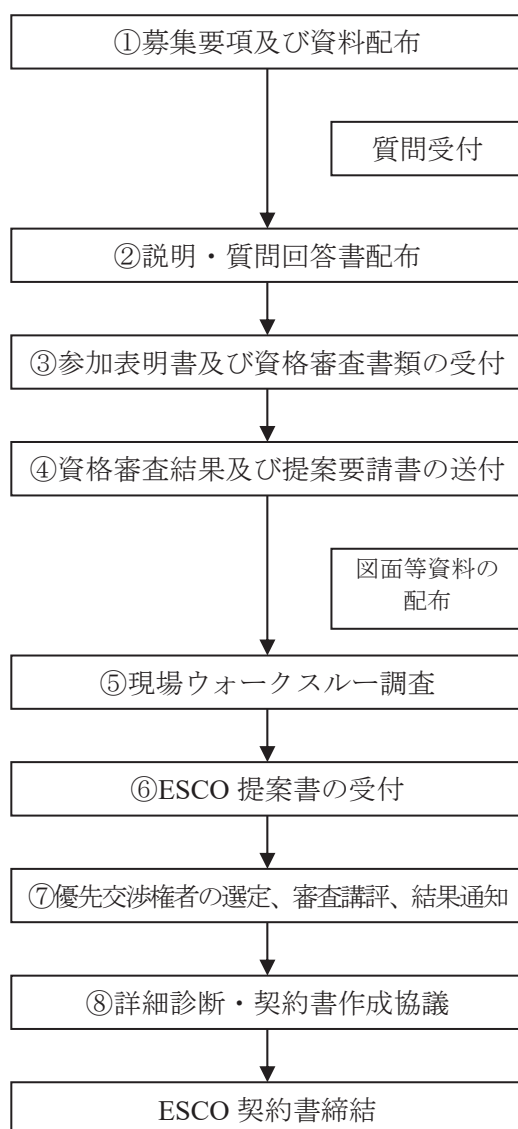 ①募集要項及び資料配布
質問受付
②説明・質問回答書配布
③参加表明書及び資格審査書類の受付
④資格審査結果及び提案要請書の送付
図面等資料の
配布
⑤現場ウォークスルー調査
⑥ESCO 提案書の受付
⑦優先交渉権者の選定、審査講評、結果通知
⑧詳細診断・契約書作成協議
ESCO 契約書締結